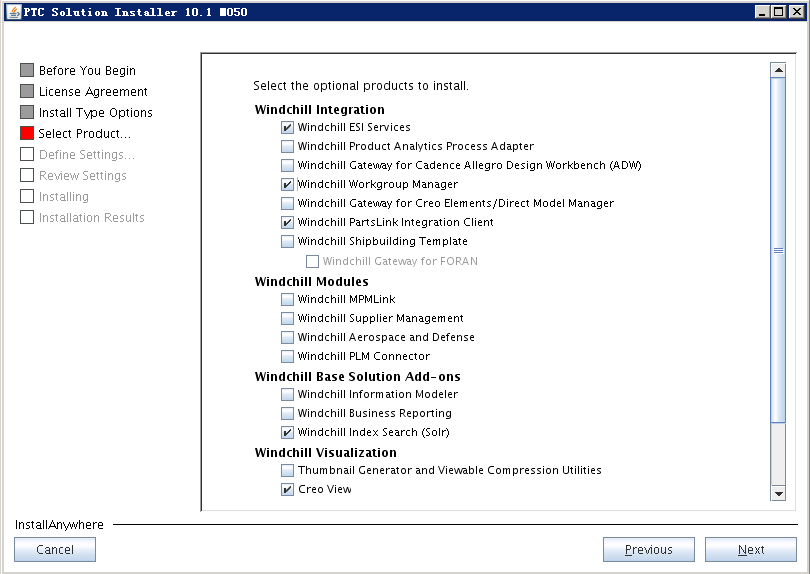 PTC Solution Installer 10.1 M050
Before You Begin
License Agreement
Install Type Options
Select Product...
Define Settings...
Review Settings
Installing
Installation Results
Select the optional products to install.
Windchill Integration
Windchill ESI Services
Windchill Product Analytics Process Adapter
Windchill Gateway for Cadence Allegro Design Workbench (ADW)
Windchill Workgroup Manager
Windchill Gateway for Creo Elements/Direct Model Manager
Windchill PartsLink Integration Client
Windchill Shipbuilding Template
Windchill Gateway for FORAN
Windchill Modules
Windchill MPMLink
Windchill Supplier Management
Windchill Aerospace and Defense
Windchill PLM Connector
Windchill Base Solution Add-ons
Windchill Information Modeler
Windchill Business Reporting
Windchill Index Search (Solr)
Windchill Visualization
Thumbnail Generator and Viewable Compression Utilities
Creo View
InstallAnywhere
Cancel
Previous
Next